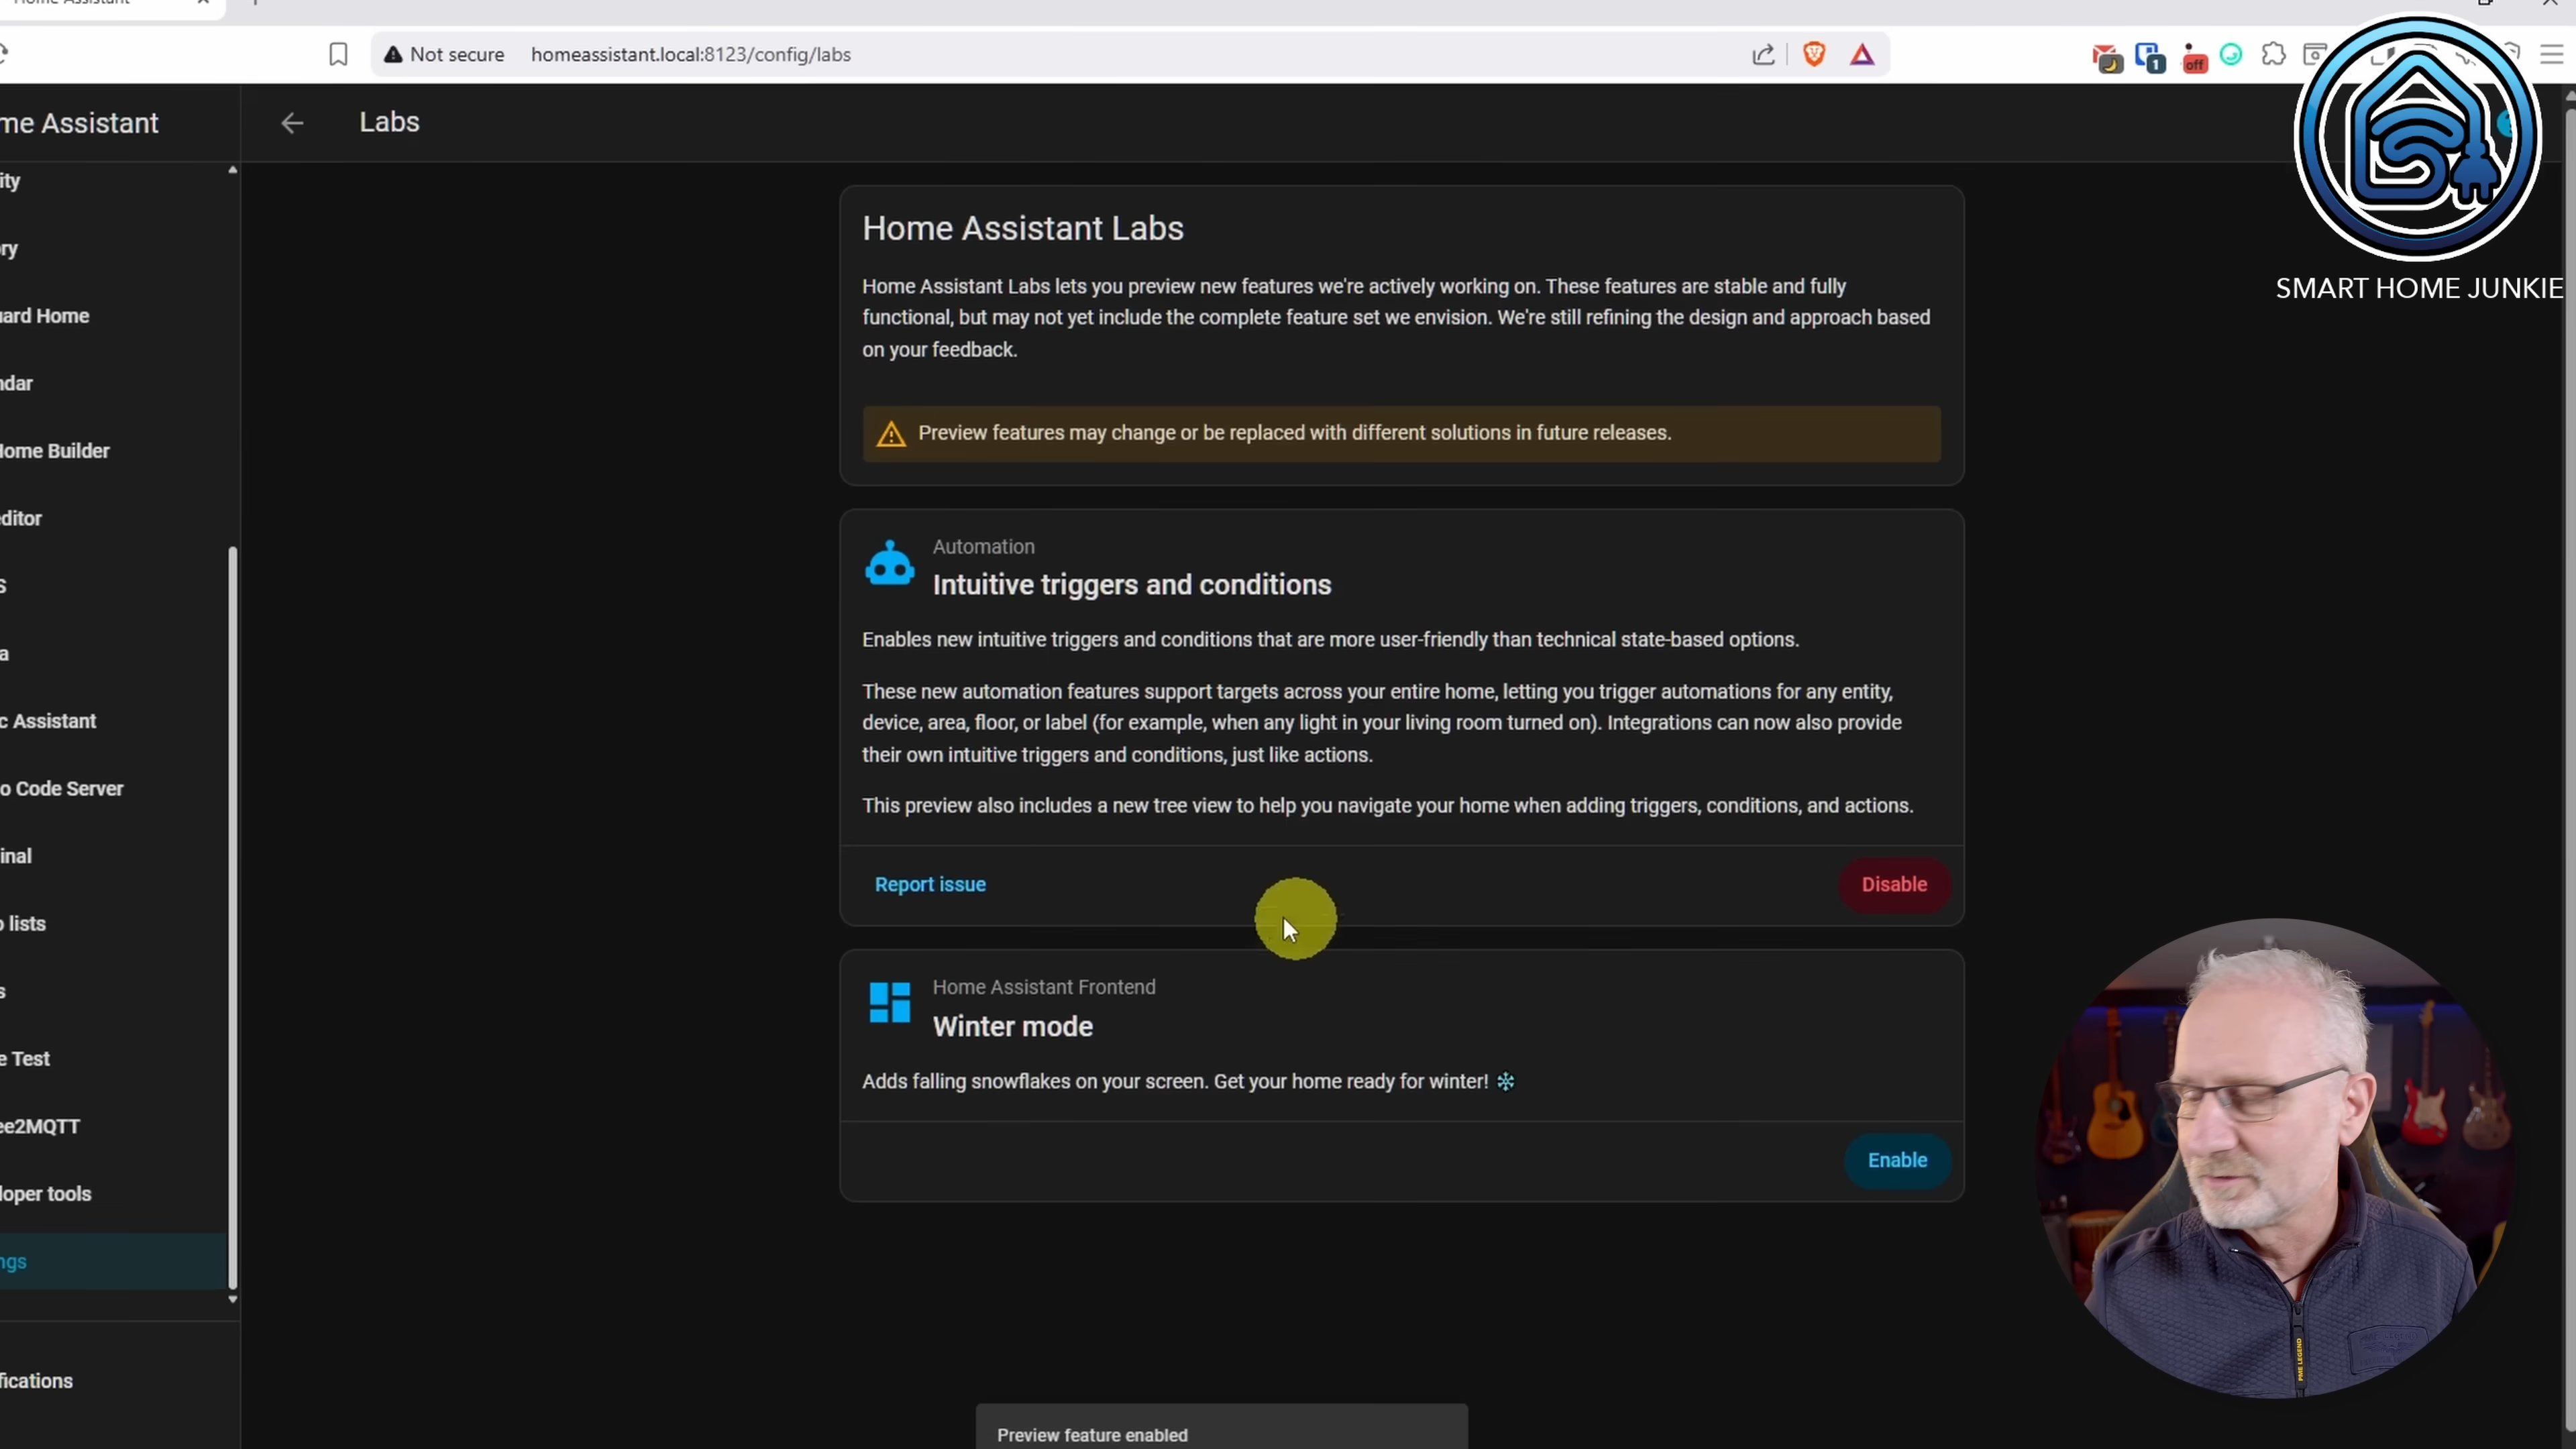 Not secure homeassistant.local:8123/config/labs
1
off
me Assistant
Labs
SMART HOME JUNKIE
ity
ry
uard Home
ndar
Home Builder
editor
S
a
c Assistant
o Code Server
inal
o lists
s
e Test
ee2MQTT
loper tools
ngs
fications
Home Assistant Labs
Home Assistant Labs lets you preview new features we're actively working on. These features are stable and fully
functional, but may not yet include the complete feature set we envision. We're still refining the design and approach based
on your feedback.
Preview features may change or be replaced with different solutions in future releases.
Automation
Intuitive triggers and conditions
Enables new intuitive triggers and conditions that are more user-friendly than technical state-based options.
These new automation features support targets across your entire home, letting you trigger automations for any entity,
device, area, floor, or label (for example, when any light in your living room turned on). Integrations can now also provide
their own intuitive triggers and conditions, just like actions.
This preview also includes a new tree view to help you navigate your home when adding triggers, conditions, and actions.
Report issue
Disable
Home Assistant Frontend
Winter mode
Adds falling snowflakes on your screen. Get your home ready for winter! ❄
Enable
Preview feature enabled
PME LEGEND